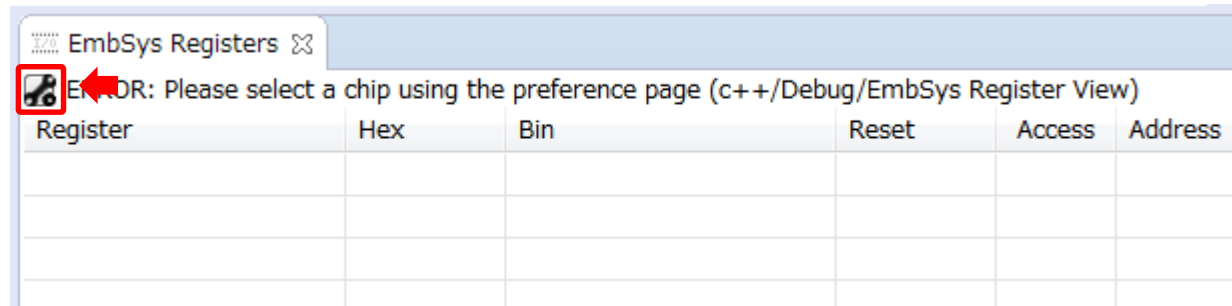 EmbSys Registers
ERROR: Please select a chip using the preference page (c++/Debug/EmbSys Register View)
Register Hex Bin Reset Access Address